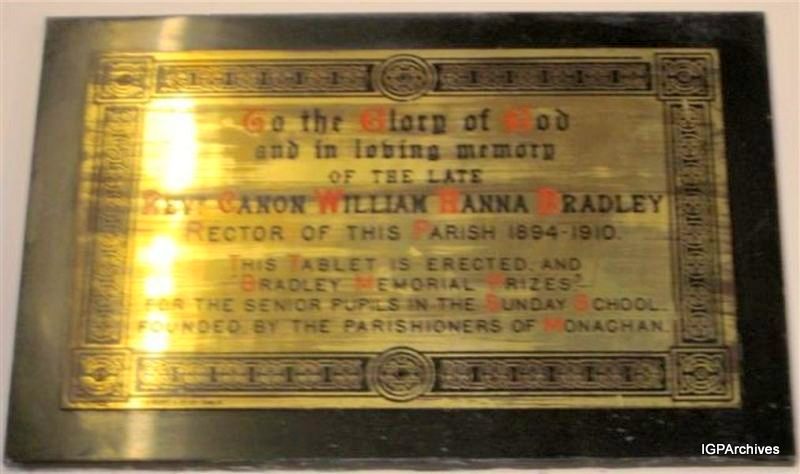 To the Glory of God
and in loving memory
OF THE LATE
REVD CANON WILLIAM HANNA BRADLEY
RECTOR OF THIS PARISH 1894-1910.
THIS TABLET IS ERECTED, AND
"BRADLEY MEMORIAL PRIZES"
FOR THE SENIOR PUPILS IN THE SUNDAY SCHOOL
FOUNDED BY THE PARISHIONERS OF MONAGHAN.
IGPArchives